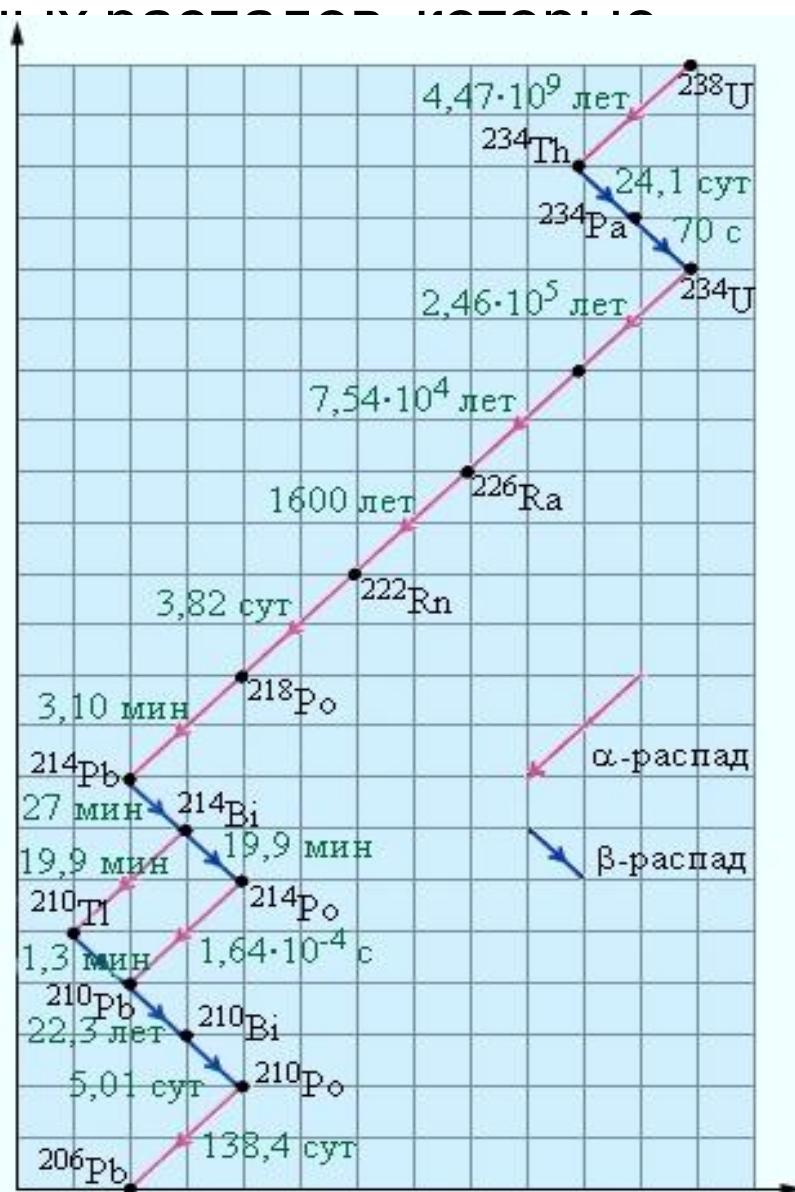 ных распадов, которые
4,47·10⁹ лет
²³⁸U
²³⁴Th
24,1 сут
²³⁴Pa
70 с
²³⁴U
2,46·10⁵ лет
7,54·10⁴ лет
²²⁶Ra
1600 лет
²²²Rn
3,82 сут
²¹⁸Po
3,10 мин
α-распад
²¹⁴Pb
27 мин
²¹⁴Bi
19,9 мин
19,9 мин
β-распад
²¹⁰Tl
²¹⁴Po
1,3 мин
1,64·10⁻⁴ с
²¹⁰Pb
²¹⁰Bi
22,3 лет
5,01 сут
²¹⁰Po
138,4 сут
²⁰⁶Pb